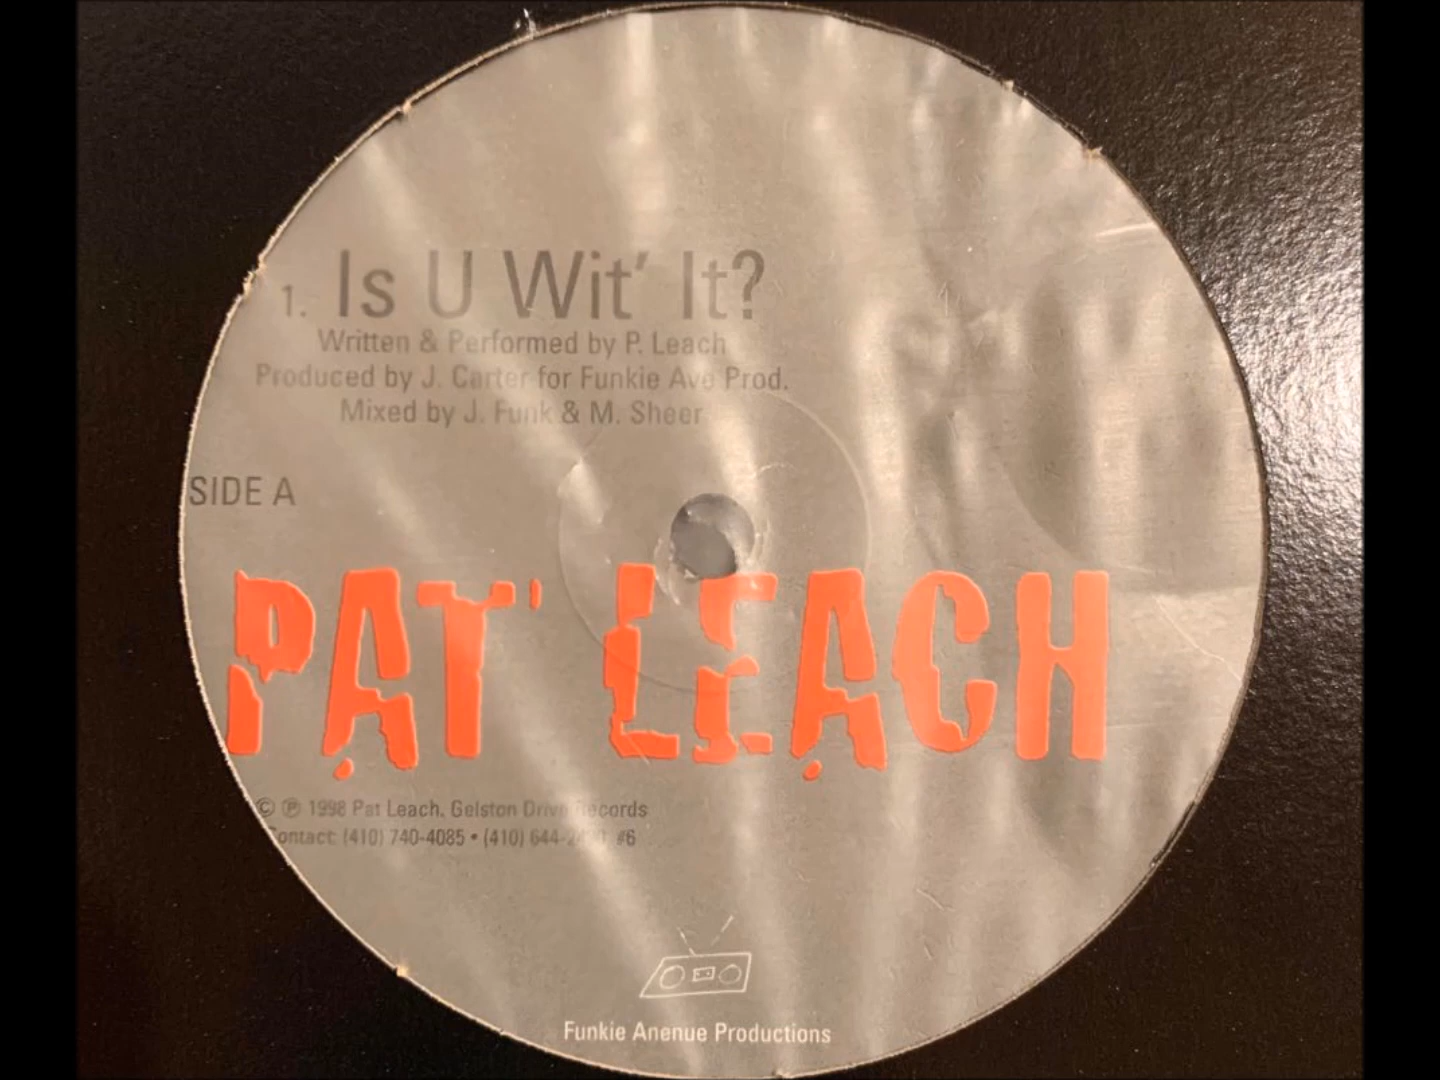 1. Is U Wit' It?
Written & Performed by P. Leach
Produced by J. Carter for Funkie Ave Prod.
Mixed by J. Funk & M. Sheer
SIDE A
PAT LEACH
© ℗ 1998 Pat Leach, Gelston Drive Records
Contact: (410) 740-4085 • (410) #6
Funkie Anenue Productions